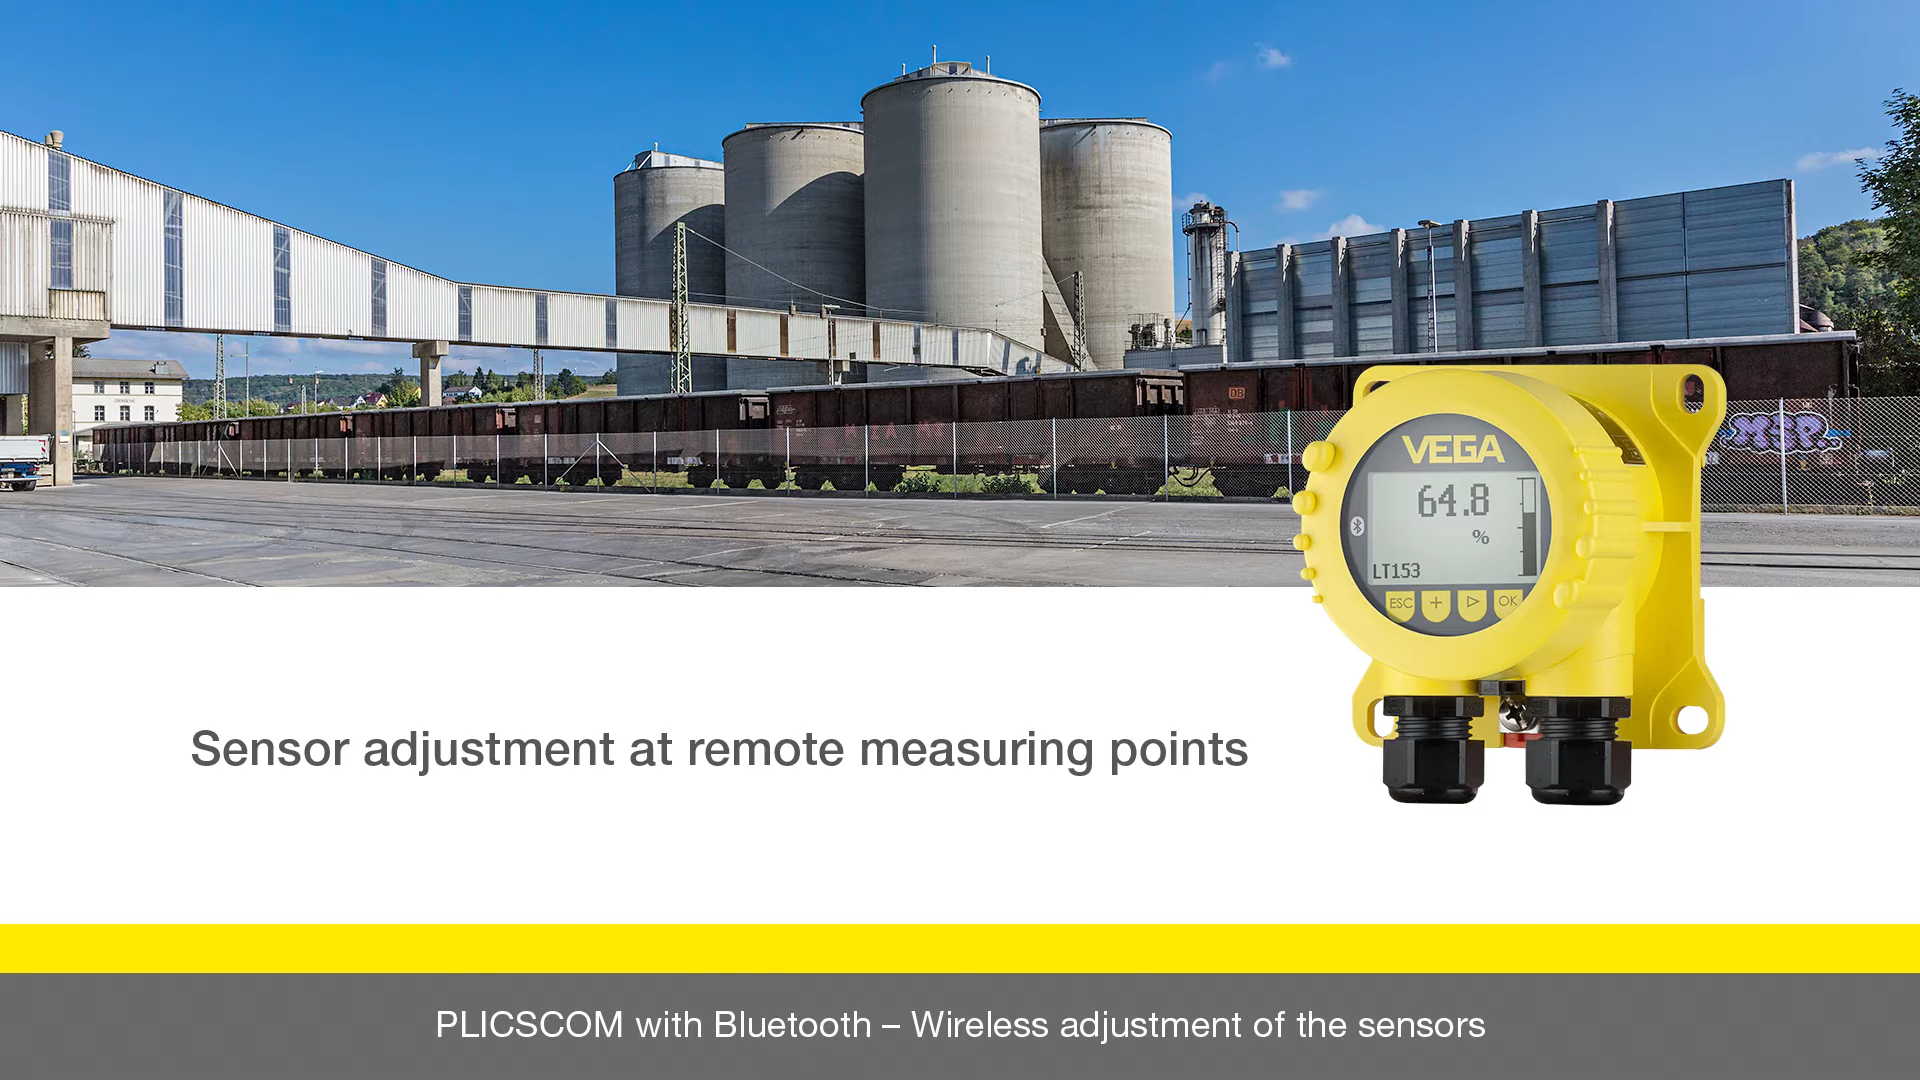 DB
VEGA
64.8
%
LT153
ESC + OK
Sensor adjustment at remote measuring points
PLICSCOM with Bluetooth – Wireless adjustment of the sensors